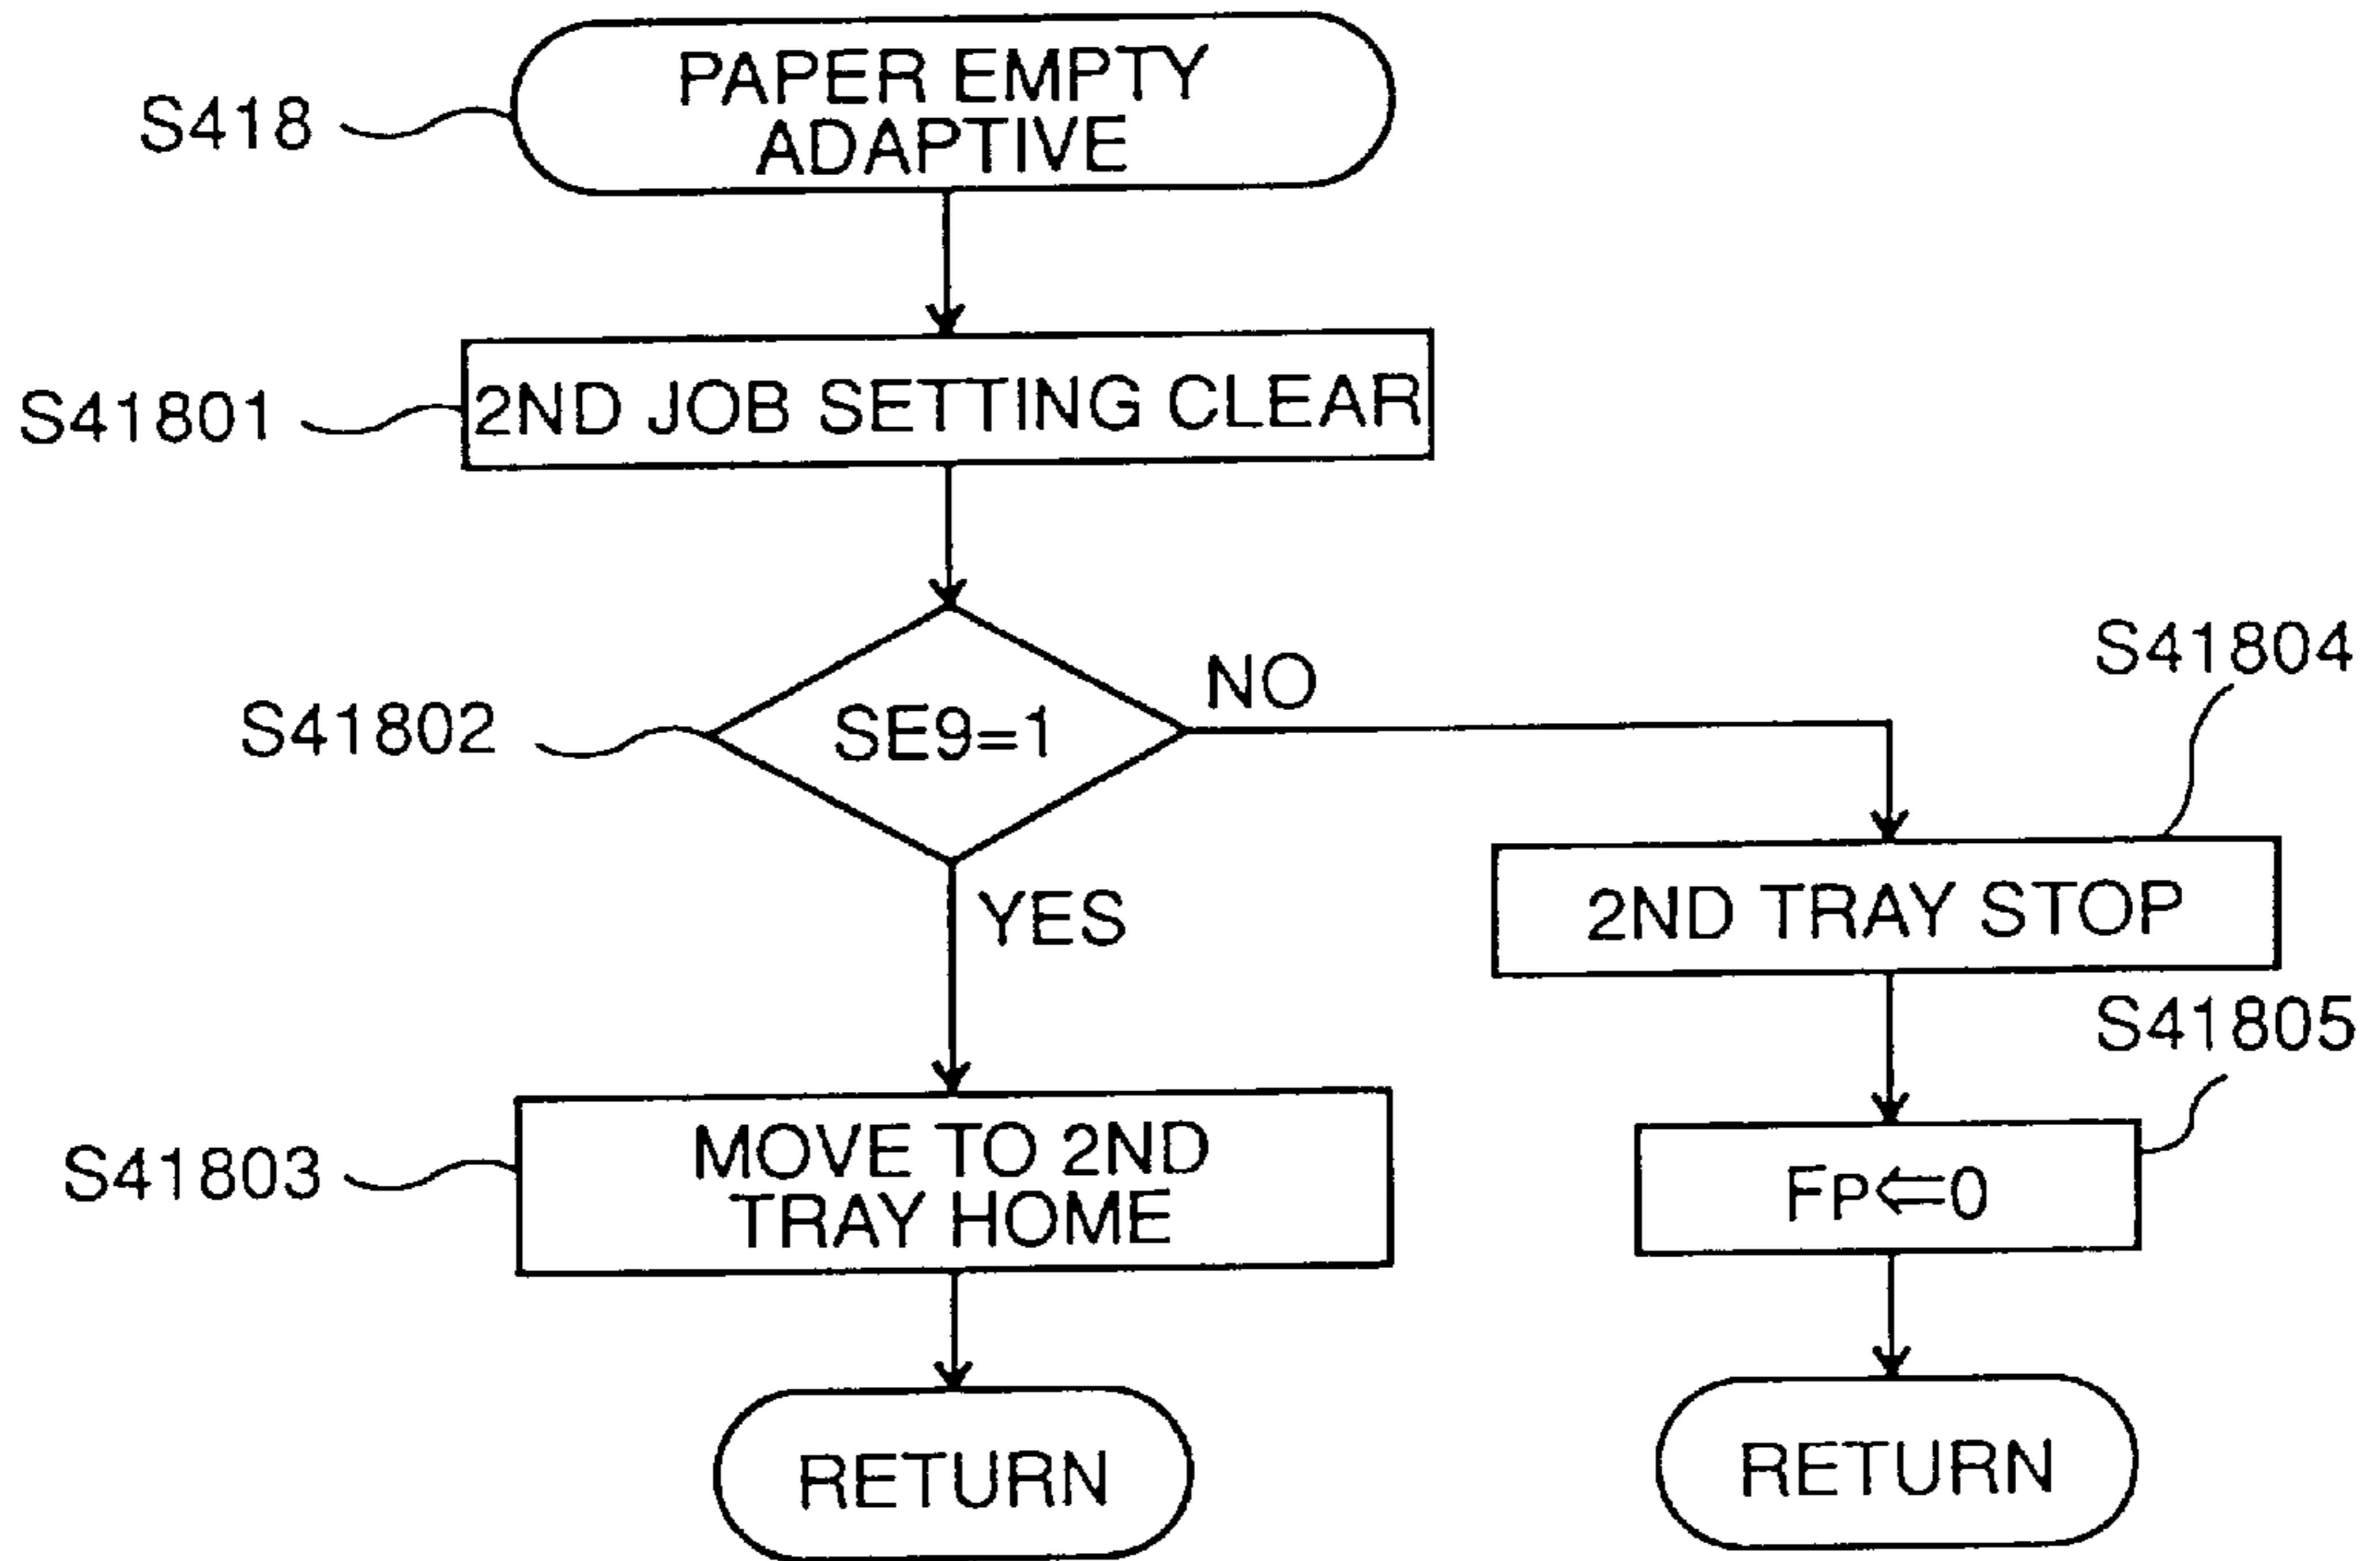 PAPER EMPTY
ADAPTIVE
S418
2ND JOB SETTING CLEAR
S41801
SE9=1
S41802
NO
YES
S41804
2ND TRAY STOP
S41805
FP⇐0
MOVE TO 2ND
TRAY HOME
S41803
RETURN
RETURN